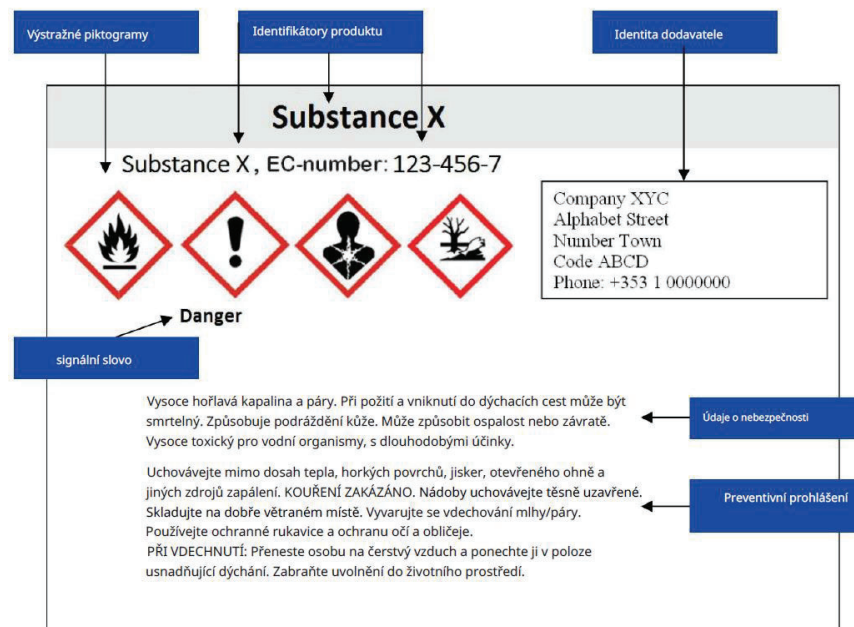 Výstražné piktogramy
Identifikátory produktu
Identita dodavatele
Substance X
Substance X , EC-number: 123-456-7
Company XYC
Alphabet Street
Number Town
Code ABCD
Phone: +353 1 0000000
Danger
signální slovo
Vysoce hořlavá kapalina a páry. Při požití a vniknutí do dýchacích cest může být
smrtelný. Způsobuje podráždění kůže. Může způsobit ospalost nebo závratě.
Vysoce toxický pro vodní organismy, s dlouhodobými účinky.
Údaje o nebezpečnosti
Uchovávejte mimo dosah tepla, horkých povrchů, jisker, otevřeného ohně a
jiných zdrojů zapálení. KOUŘENÍ ZAKÁZÁNO. Nádoby uchovávejte těsně uzavřené.
Skladujte na dobře větraném místě. Vyvarujte se vdechování mlhy/páry.
Používejte ochranné rukavice a ochranu očí a obličeje.
PŘI VDECHNUTÍ: Přeneste osobu na čerstvý vzduch a ponechte ji v poloze
usnadňující dýchání. Zabraňte uvolnění do životního prostředí.
Preventivní prohlášení